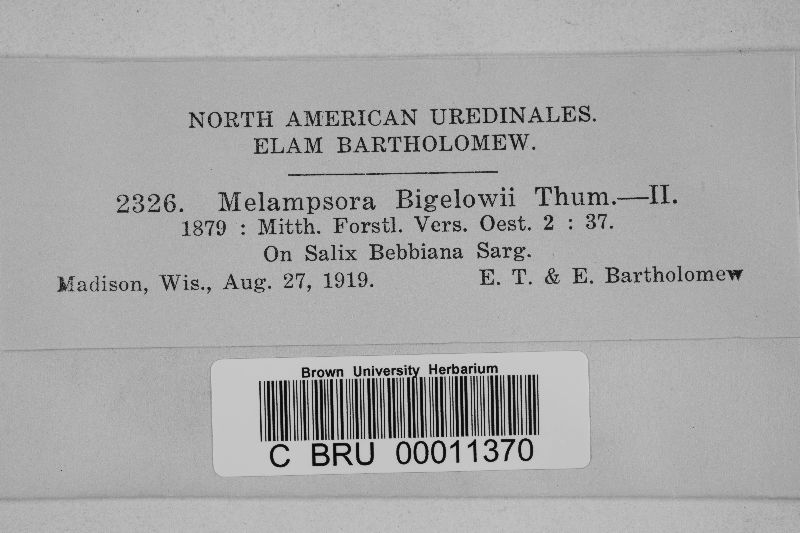 NORTH AMERICAN UREDINALES.
ELAM BARTHOLOMEW.
2326. Melampsora Bigelowii Thum.—II.
1879 : Mitth. Forstl. Vers. Oest. 2 : 37.
On Salix Bebbiana Sarg.
Madison, Wis., Aug. 27, 1919. E. T. & E. Bartholomew
Brown University Herbarium
C BRU 00011370